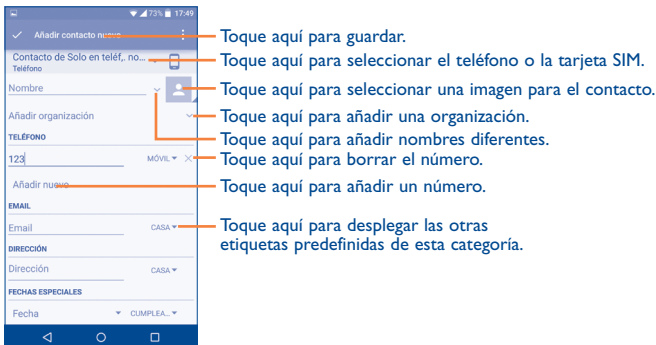 73% 17:49
Añadir contacto nuevo
Toque aquí para guardar.
Contacto de Solo en teléf,. no...
Teléfono
Toque aquí para seleccionar el teléfono o la tarjeta SIM.
Nombre
Toque aquí para seleccionar una imagen para el contacto.
Añadir organización
Toque aquí para añadir una organización.
TELÉFONO
Toque aquí para añadir nombres diferentes.
123 MÓVIL
Toque aquí para borrar el número.
Añadir nuevo
Toque aquí para añadir un número.
EMAIL
Email CASA
Toque aquí para desplegar las otras
etiquetas predefinidas de esta categoría.
DIRECCIÓN
Dirección CASA
FECHAS ESPECIALES
Fecha CUMPLEA...